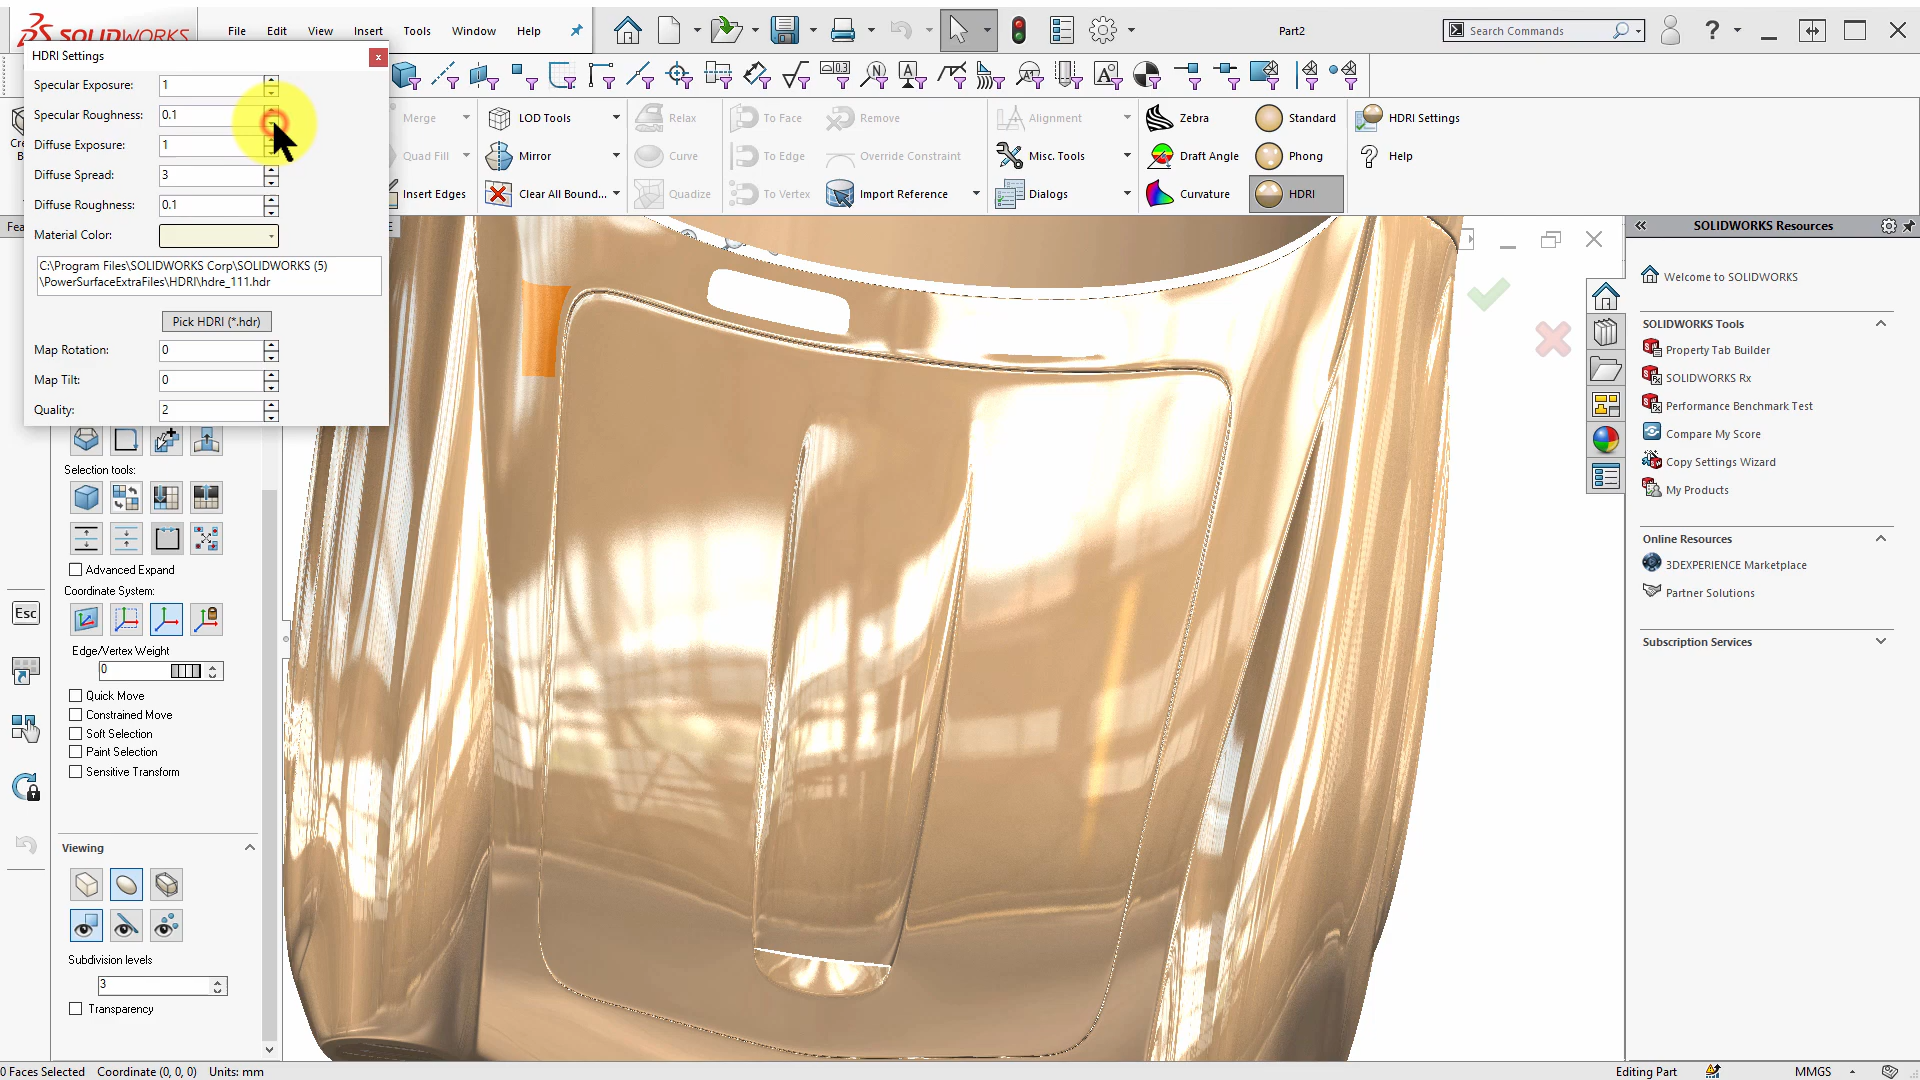 SOLIDWORKS
File Edit View Insert Tools Window Help
Part2
Search Commands
HDRI Settings
Specular Exposure: 1
Specular Roughness: 0.1
Diffuse Exposure: 1
Diffuse Spread: 3
Diffuse Roughness: 0.1
Material Color:
C:\Program Files\SOLIDWORKS Corp\SOLIDWORKS (5)
\PowerSurfaceExtraFiles\HDRI\hdre_111.hdr
Pick HDRI (*.hdr)
Map Rotation: 0
Map Tilt: 0
Quality: 2
Merge LOD Tools Relax To Face Remove Alignment Zebra Standard HDRI Settings
Quad Fill Mirror Curve To Edge Override Constraint Misc. Tools Draft Angle Phong Help
Insert Edges Clear All Boun... Quadize To Vertex Import Reference Dialogs Curvature HDRI
Selection tools:
Advanced Expand
Coordinate System:
Edge/Vertex Weight
0
Quick Move
Constrained Move
Soft Selection
Paint Selection
Sensitive Transform
Esc
Viewing
Subdivision levels
3
Transparency
SOLIDWORKS Resources
Welcome to SOLIDWORKS
SOLIDWORKS Tools
Property Tab Builder
SOLIDWORKS Rx
Performance Benchmark Test
Compare My Score
Copy Settings Wizard
My Products
Online Resources
3DEXPERIENCE Marketplace
Partner Solutions
Subscription Services
0 Faces Selected Coordinate (0, 0, 0) Units: mm
Editing Part
MMGS